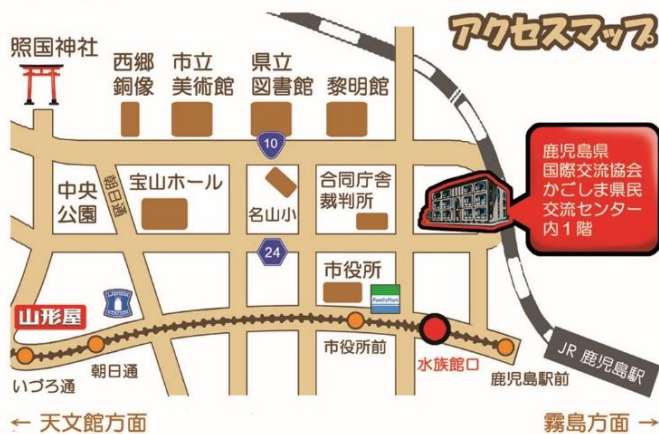 アクセスマップ
照国神社
西郷
銅像
市立
美術館
県立
図書館
黎明館
10
鹿児島県
国際交流協会
かごしま県民
交流センター
内1階
中央
公園
朝日通
宝山ホール
名山小
合同庁舎
裁判所
24
市役所
FamilyMart
山形屋
いづろ通
朝日通
市役所前
水族館口
鹿児島駅前
JR 鹿児島駅
← 天文館方面
霧島方面 →